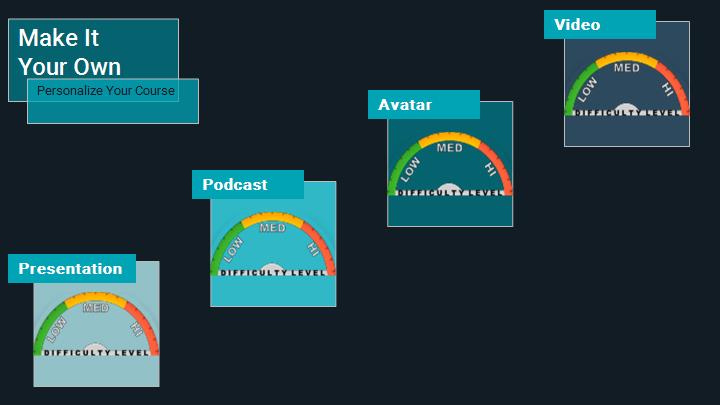 Make It
Your Own
Personalize Your Course
Video
MED
LOW
HI
DIFFICULTY LEVEL
Avatar
MED
LOW
HI
DIFFICULTY LEVEL
Podcast
MED
LOW
HI
DIFFICULTY LEVEL
Presentation
MED
LOW
HI
DIFFICULTY LEVEL